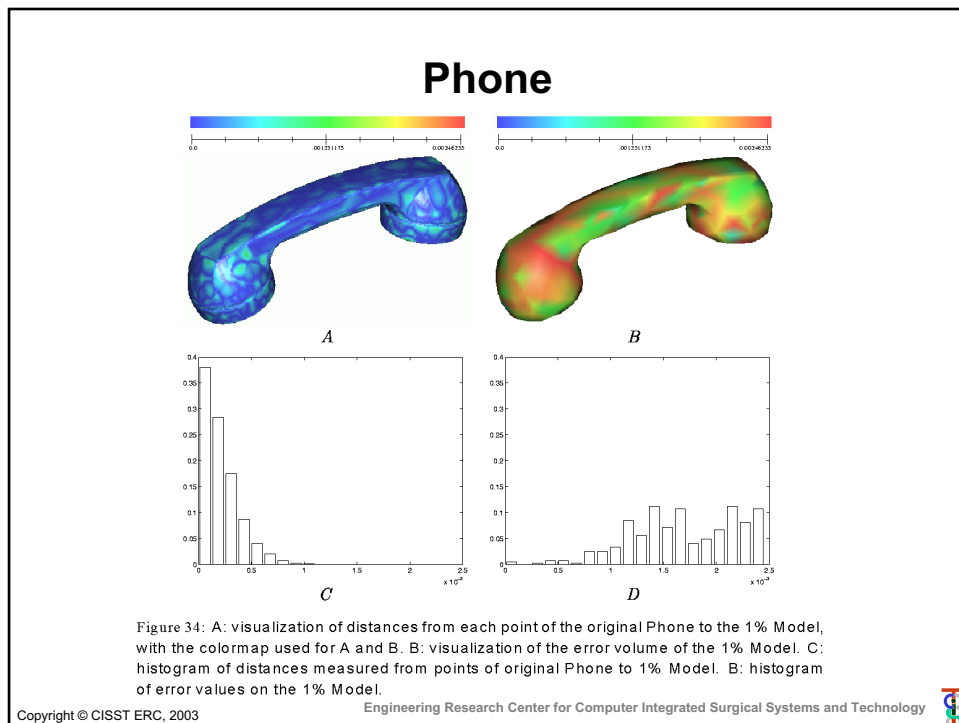 Phone
0.0 .001231173 0.00346233
0.0 .001231173 0.00346233
A B
0.4 0.4
0.35 0.35
0.3 0.3
0.25 0.25
0.2 0.2
0.15 0.15
0.1 0.1
0.05 0.05
0 0
0 0.5 1 1.5 2 2.5 0 0.5 1 1.5 2 2.5
x 10⁻³ x 10⁻³
C D
Figure 34: A: visualization of distances from each point of the original Phone to the 1% Model,
with the colormap used for A and B. B: visualization of the error volume of the 1% Model. C:
histogram of distances measured from points of original Phone to 1% Model. B: histogram
of error values on the 1% Model.
Copyright © CISST ERC, 2003 Engineering Research Center for Computer Integrated Surgical Systems and Technology